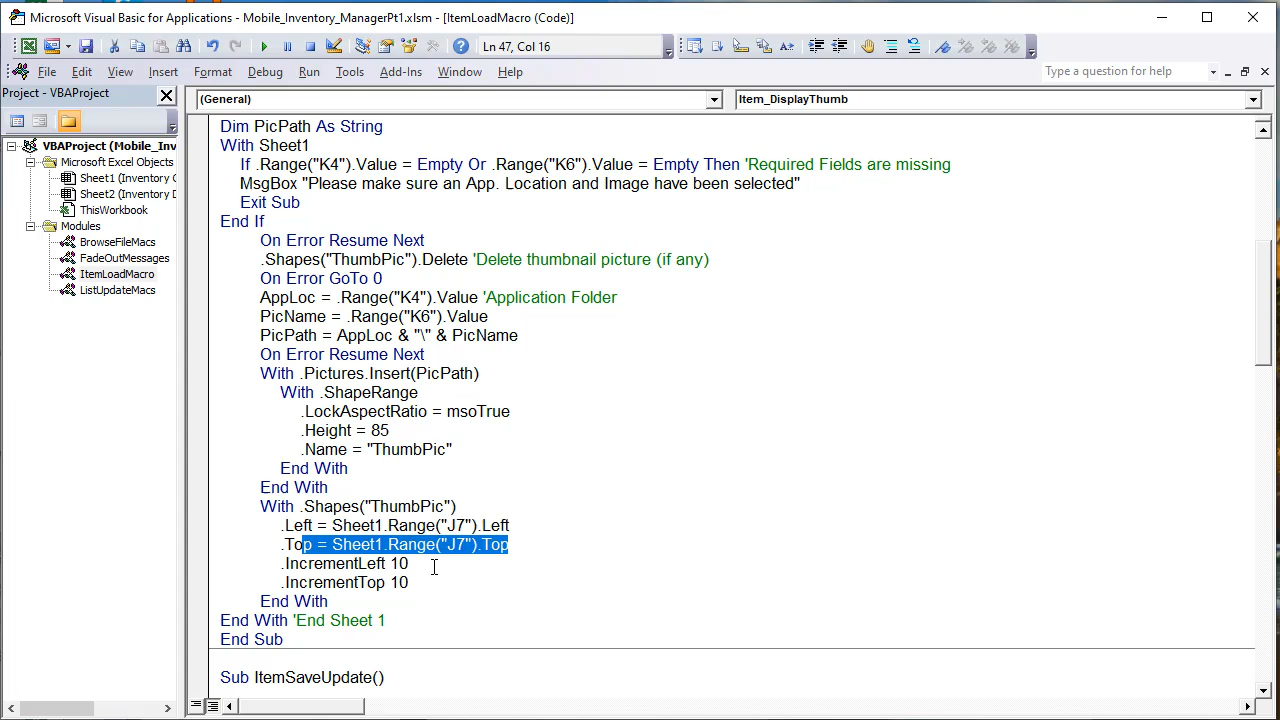 Microsoft Visual Basic for Applications - Mobile_Inventory_ManagerPt1.xlsm - [ItemLoadMacro (Code)]
Ln 47, Col 16
File Edit View Insert Format Debug Run Tools Add-Ins Window Help
Type a question for help
Project - VBAProject
(General)
Item_DisplayThumb
VBAProject (Mobile_Inv
Microsoft Excel Objects
Sheet1 (Inventory
Sheet2 (Inventory D
ThisWorkbook
Modules
BrowseFileMacs
FadeOutMessages
ItemLoadMacro
ListUpdateMacs
Dim PicPath As String
With Sheet1
If .Range("K4").Value = Empty Or .Range("K6").Value = Empty Then 'Required Fields are missing
MsgBox "Please make sure an App. Location and Image have been selected"
Exit Sub
End If
On Error Resume Next
.Shapes("ThumbPic").Delete 'Delete thumbnail picture (if any)
On Error GoTo 0
AppLoc = .Range("K4").Value 'Application Folder
PicName = .Range("K6").Value
PicPath = AppLoc & "\" & PicName
On Error Resume Next
With .Pictures.Insert(PicPath)
With .ShapeRange
.LockAspectRatio = msoTrue
.Height = 85
.Name = "ThumbPic"
End With
End With
With .Shapes("ThumbPic")
.Left = Sheet1.Range("J7").Left
.Top = Sheet1.Range("J7").Top
.IncrementLeft 10
.IncrementTop 10
End With
End With 'End Sheet 1
End Sub
Sub ItemSaveUpdate()